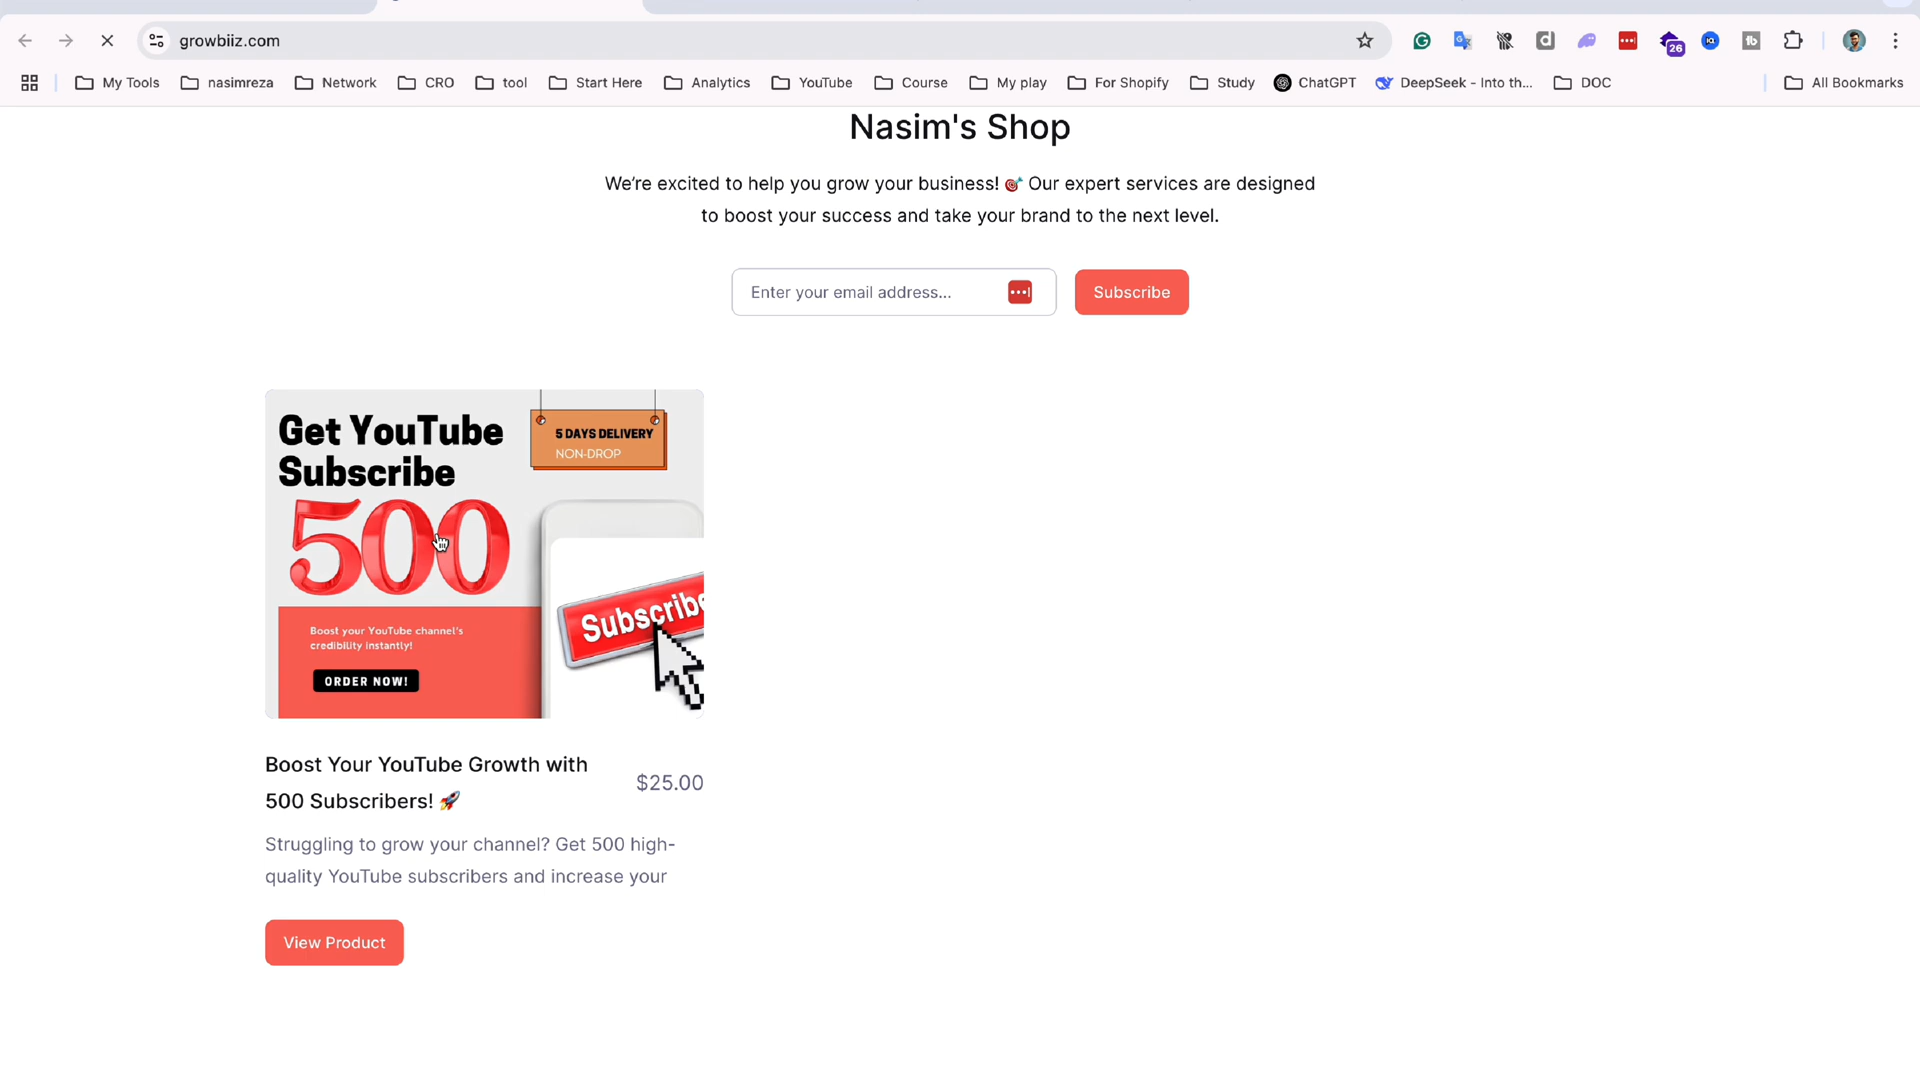 growbiiz.com
26
My Tools
nasimreza
Network
CRO
tool
Start Here
Analytics
YouTube
Course
My play
For Shopify
Study
ChatGPT
DeepSeek - Into th...
DOC
All Bookmarks
Nasim's Shop
We’re excited to help you grow your business! 🎯 Our expert services are designed
to boost your success and take your brand to the next level.
Enter your email address...
Subscribe
Get YouTube
Subscribe
500
5 DAYS DELIVERY
NON-DROP
Subscribe
Boost your YouTube channel's
credibility instantly!
ORDER NOW!
Boost Your YouTube Growth with
500 Subscribers! 🚀
$25.00
Struggling to grow your channel? Get 500 high-
quality YouTube subscribers and increase your
View Product